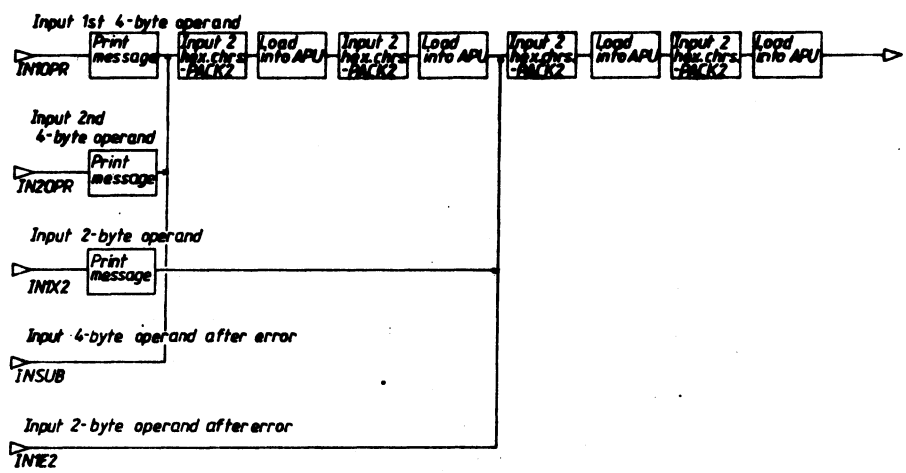 Input 1st 4-byte operand
IN1OPR
Print
message
Input 2
hex.chrs.
-PACK2
Load
into APU
Input 2
hex.chrs.
-PACK2
Load
into APU
Input 2
hex.chrs.
-PACK2
Load
into APU
Input 2
hex.chrs.
-PACK2
Load
into APU
Input 2nd
4-byte operand
IN2OPR
Print
message
Input 2-byte operand
IN1X2
Print
message
Input 4-byte operand after error
INSUB
Input 2-byte operand after error
IN1E2